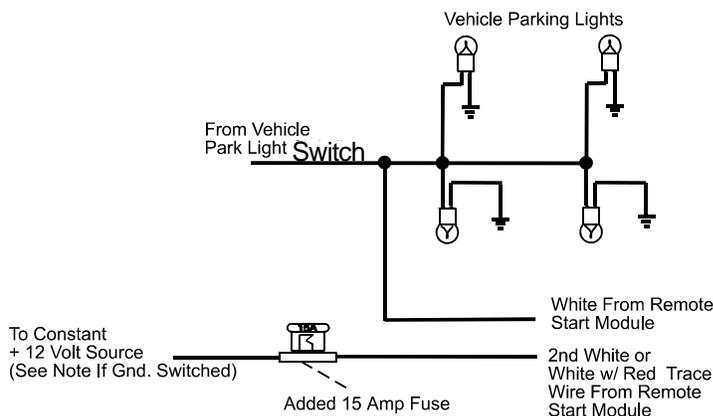 Vehicle Parking Lights
From Vehicle
Park Light Switch
White From Remote
Start Module
15A
To Constant
+ 12 Volt Source
(See Note If Gnd. Switched)
2nd White or
White w/ Red Trace
Wire From Remote
Start Module
Added 15 Amp Fuse